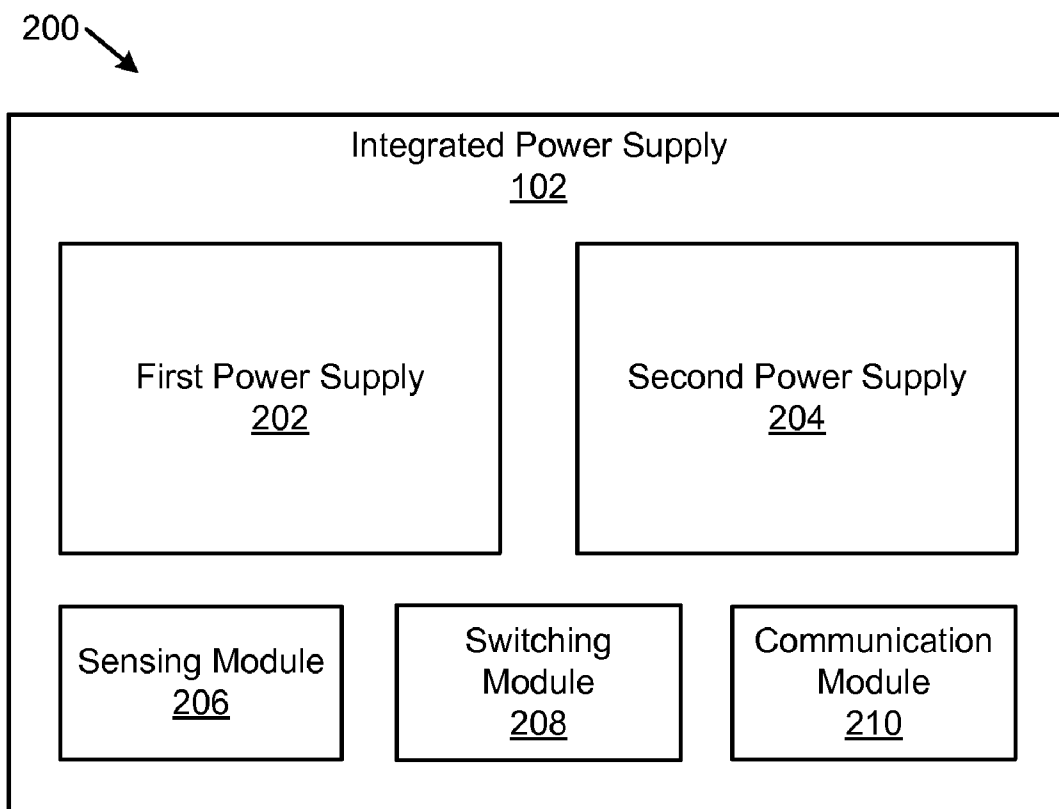 200
Integrated Power Supply
102
First Power Supply
202
Second Power Supply
204
Sensing Module
206
Switching
Module
208
Communication
Module
210